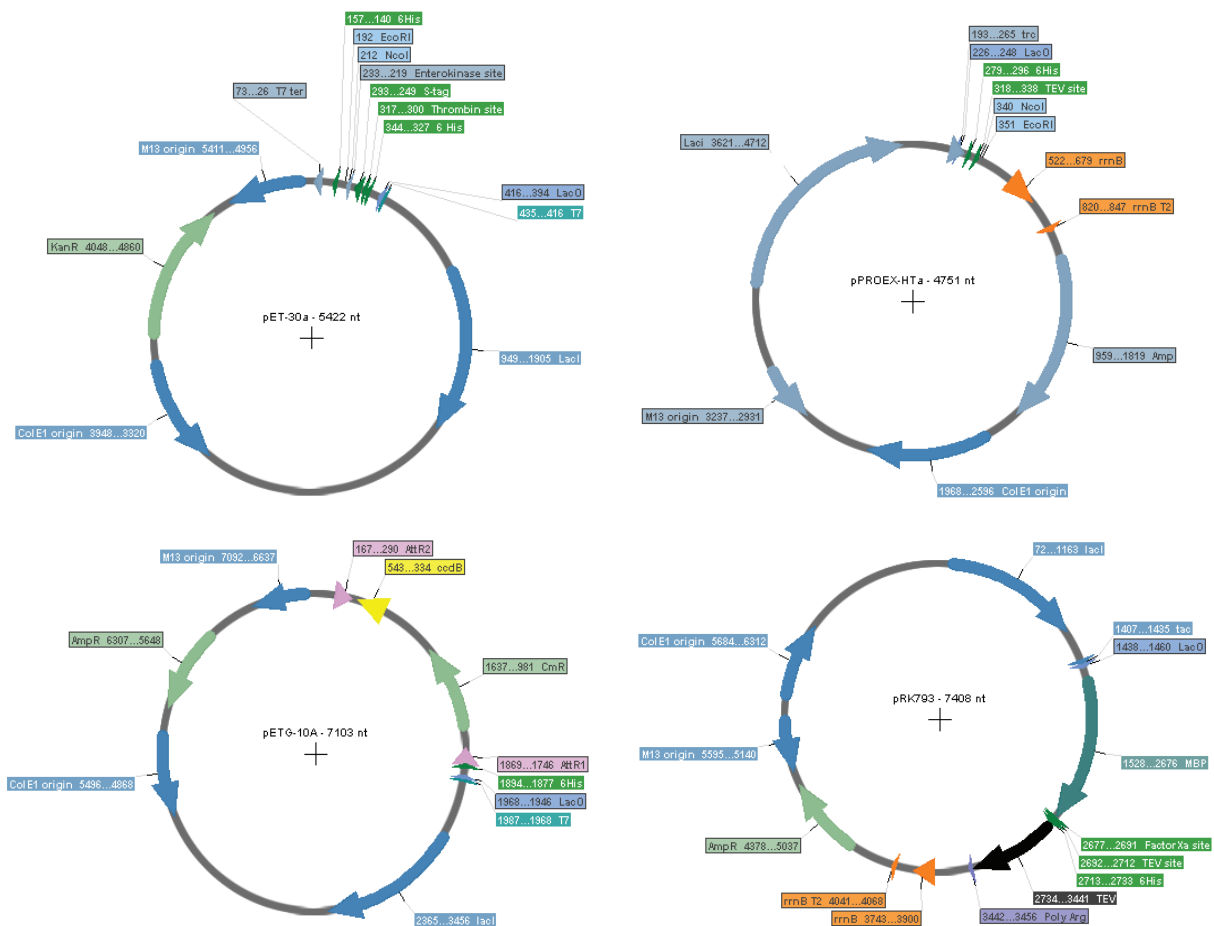 157...140 6His
192 EcoRI
212 NcoI
233...219 Enterokinase site
73...26 T7 ter
293...249 S-tag
317...300 Thrombin site
344...327 6 His
M13 origin 5411...4956
416...394 LacO
435...416 T7
KanR 4048...4860
pET-30a - 5422 nt
949...1905 LacI
ColE1 origin 3948...3320
193...265 trc
226...248 LacO
279...296 6His
318...338 TEV site
340 NcoI
351 EcoRI
Laci 3621...4712
522...679 rrnB
820...847 rrnB T2
pPROEX-HTa - 4751 nt
959...1819 Amp
M13 origin 3237...2931
1968...2596 ColE1 origin
167...290 AttR2
M13 origin 7092...6637
543...334 ccdB
AmpR 6307...5648
1637...981 CmR
pETG-10A - 7103 nt
1869...1746 AttR1
1894...1877 6His
ColE1 origin 5496...4868
1968...1946 LacO
1987...1968 T7
2365...3456 lacI
72...1163 lacI
1407...1435 tac
ColE1 origin 5684...6312
1438...1460 LacO
pRK793 - 7408 nt
M13 origin 5595...5140
1528...2676 MBP
AmpR 4378...5037
2677...2691 FactorXa site
2692...2712 TEV site
2713...2733 6His
rrnB T2 4041...4068
2734...3441 TEV
rrnB 3743...3900
3442...3456 Poly Arg